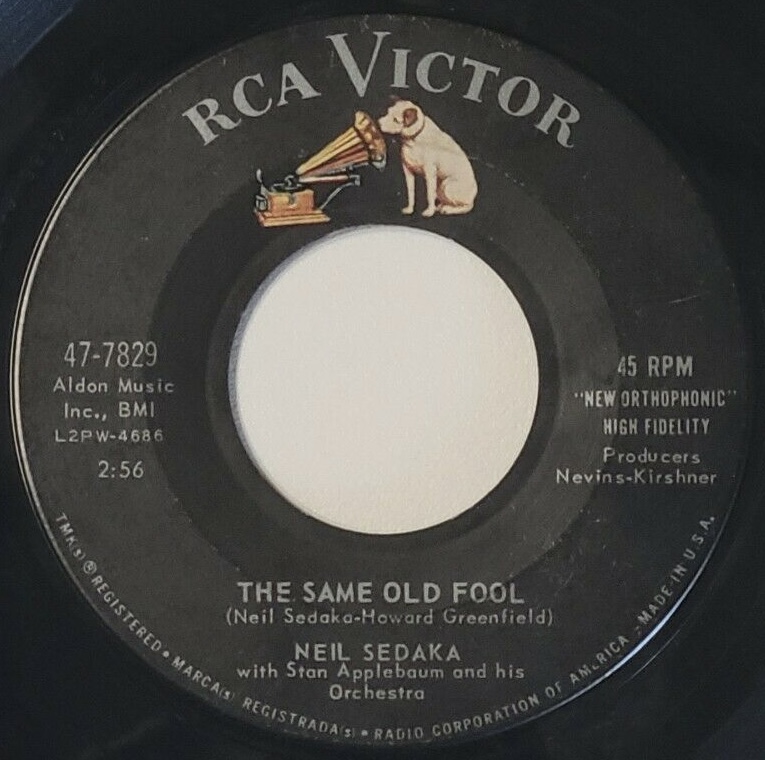 RCA VICTOR
47-7829
Aldon Music
Inc., BMI
L2PW-4686
2:56
45 RPM
"NEW ORTHOPHONIC"
HIGH FIDELITY
Producers
Nevins-Kirshner
THE SAME OLD FOOL
(Neil Sedaka-Howard Greenfield)
NEIL SEDAKA
with Stan Applebaum and his
Orchestra
TMK(s) ® REGISTERED • MARCA(s) REGISTRADA(s) • RADIO CORPORATION OF AMERICA - MADE IN U.S.A.